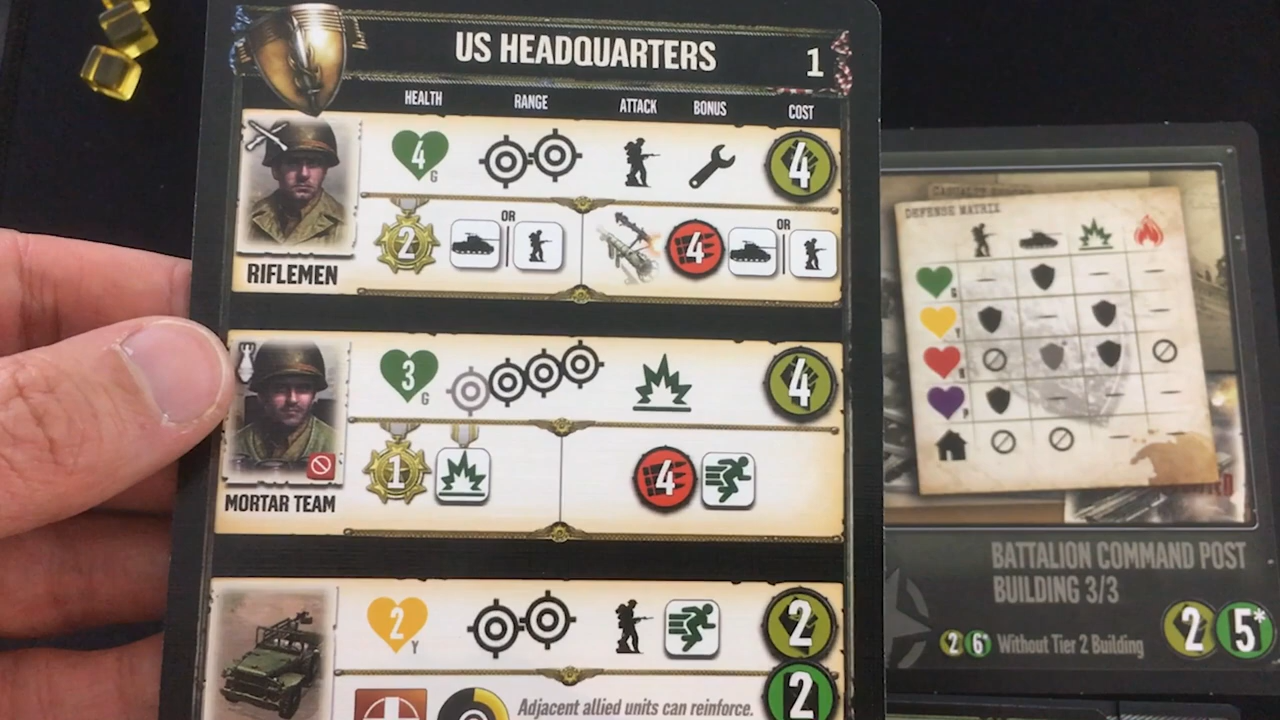 US HEADQUARTERS 1
HEALTH RANGE ATTACK BONUS COST
4 G 4
2 OR 4 OR
RIFLEMEN
3 G 4
1 4
MORTAR TEAM
2 Y 2
2
Adjacent allied units can reinforce.
DEFENSE MATRIX
G
Y
P
BATTALION COMMAND POST
BUILDING 3/3
2 6* Without Tier 2 Building
2 5*